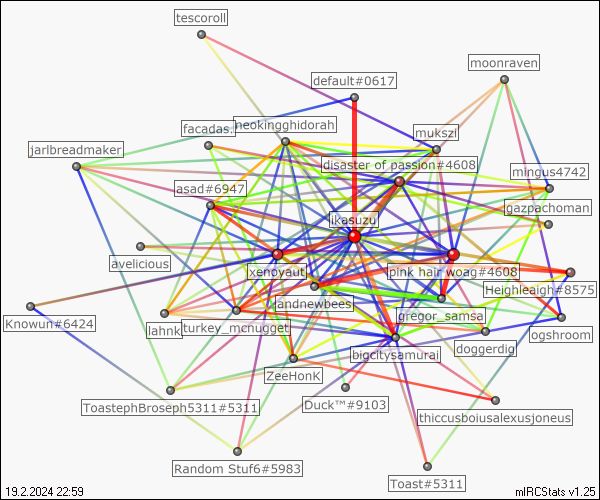 tescoroll
moonraven
default#0617
facadas.
neokingghidorah
mukszi
jarlbreadmaker
disaster of passion#4608
mingus4742
asad#6947
gazpachoman
ikasuzu
avelicious
xenoyauti
pink hair woag#4608
Heighleigh#8575
andnewbees
gregor_samsa
Knowun#6424
lahnk
turkey_mcnugget
logshroom
bigcitysamurai
doggerdig
ZeeHonK
ToastephBroseph5311#5311
Duck™#9103
thiccusboiusalexusjoneus
Random Stuf6#5983
Toast#5311
19.2.2024 22:59
mIRCStats v1.25